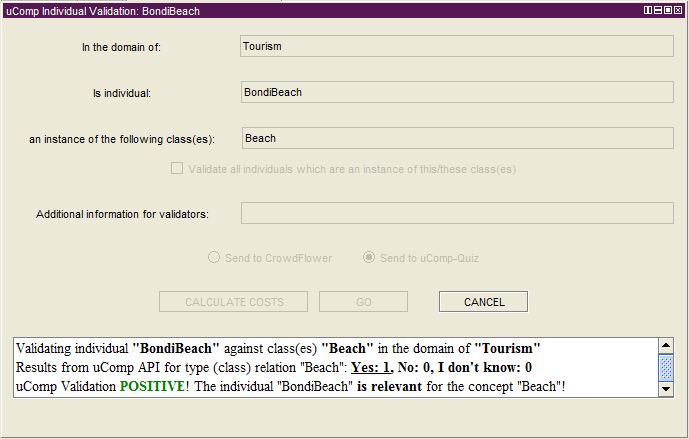 uComp Individual Validation: BondiBeach
In the domain of: Tourism
Is individual: BondiBeach
an instance of the following class(es): Beach
Validate all individuals which are an instance of this/these class(es)
Additional information for validators:
Send to CrowdFlower Send to uComp-Quiz
CALCULATE COSTS GO CANCEL
Validating individual "BondiBeach" against class(es) "Beach" in the domain of "Tourism"
Results from uComp API for type (class) relation "Beach": Yes: 1, No: 0, I don't know: 0
uComp Validation POSITIVE! The individual "BondiBeach" is relevant for the concept "Beach"!